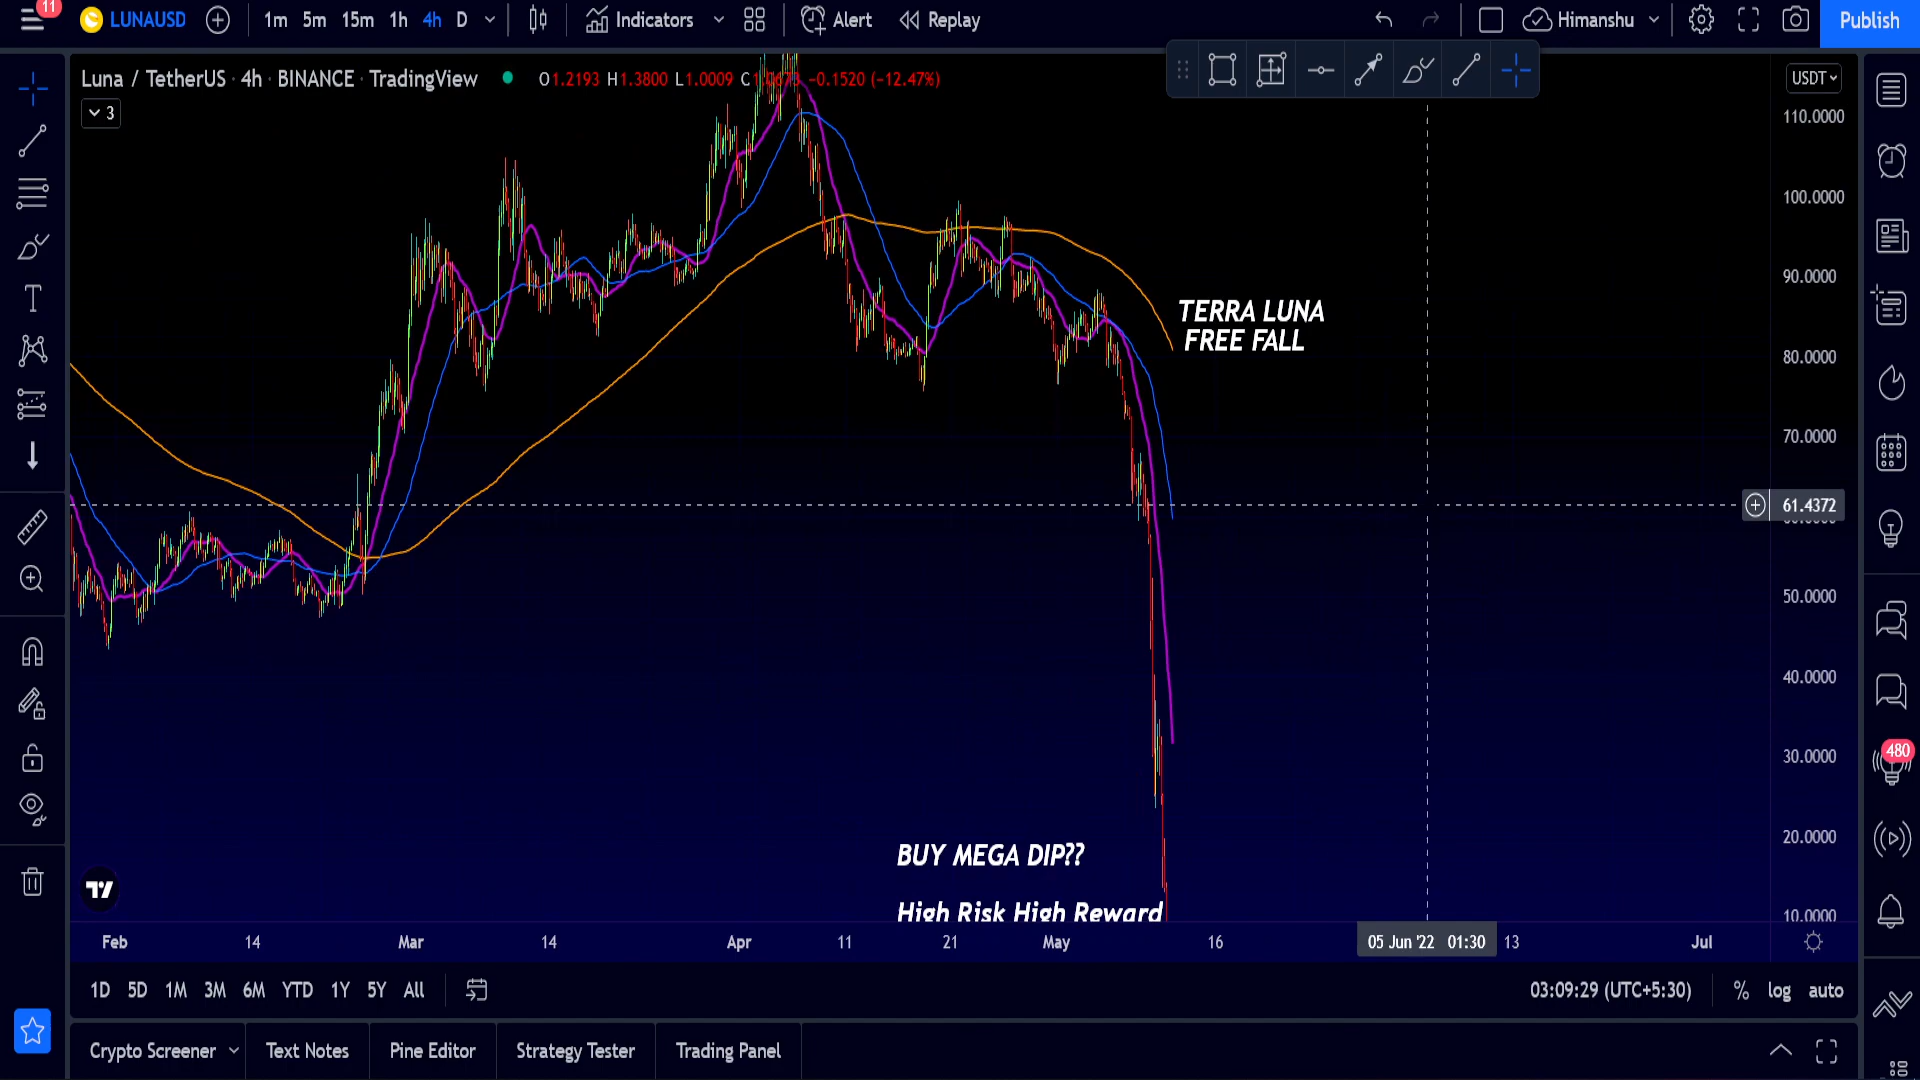 11
LUNAUSD
1m 5m 15m 1h 4h D
Indicators
Alert
Replay
Himanshu
Publish
Luna / TetherUS · 4h · BINANCE · TradingView
O1.2193 H1.3800 L1.0009 −0.1520 (−12.47%)
3
USDT
110.0000
100.0000
90.0000
80.0000
70.0000
61.4372
50.0000
40.0000
30.0000
20.0000
10.0000
TERRA LUNA
FREE FALL
BUY MEGA DIP??
High Risk High Reward
480
Feb 14 Mar 14 Apr 11 21 May 16 05 Jun '22 01:30 13 Jul
1D 5D 1M 3M 6M YTD 1Y 5Y All
03:09:29 (UTC+5:30)
% log auto
Crypto Screener Text Notes Pine Editor Strategy Tester Trading Panel